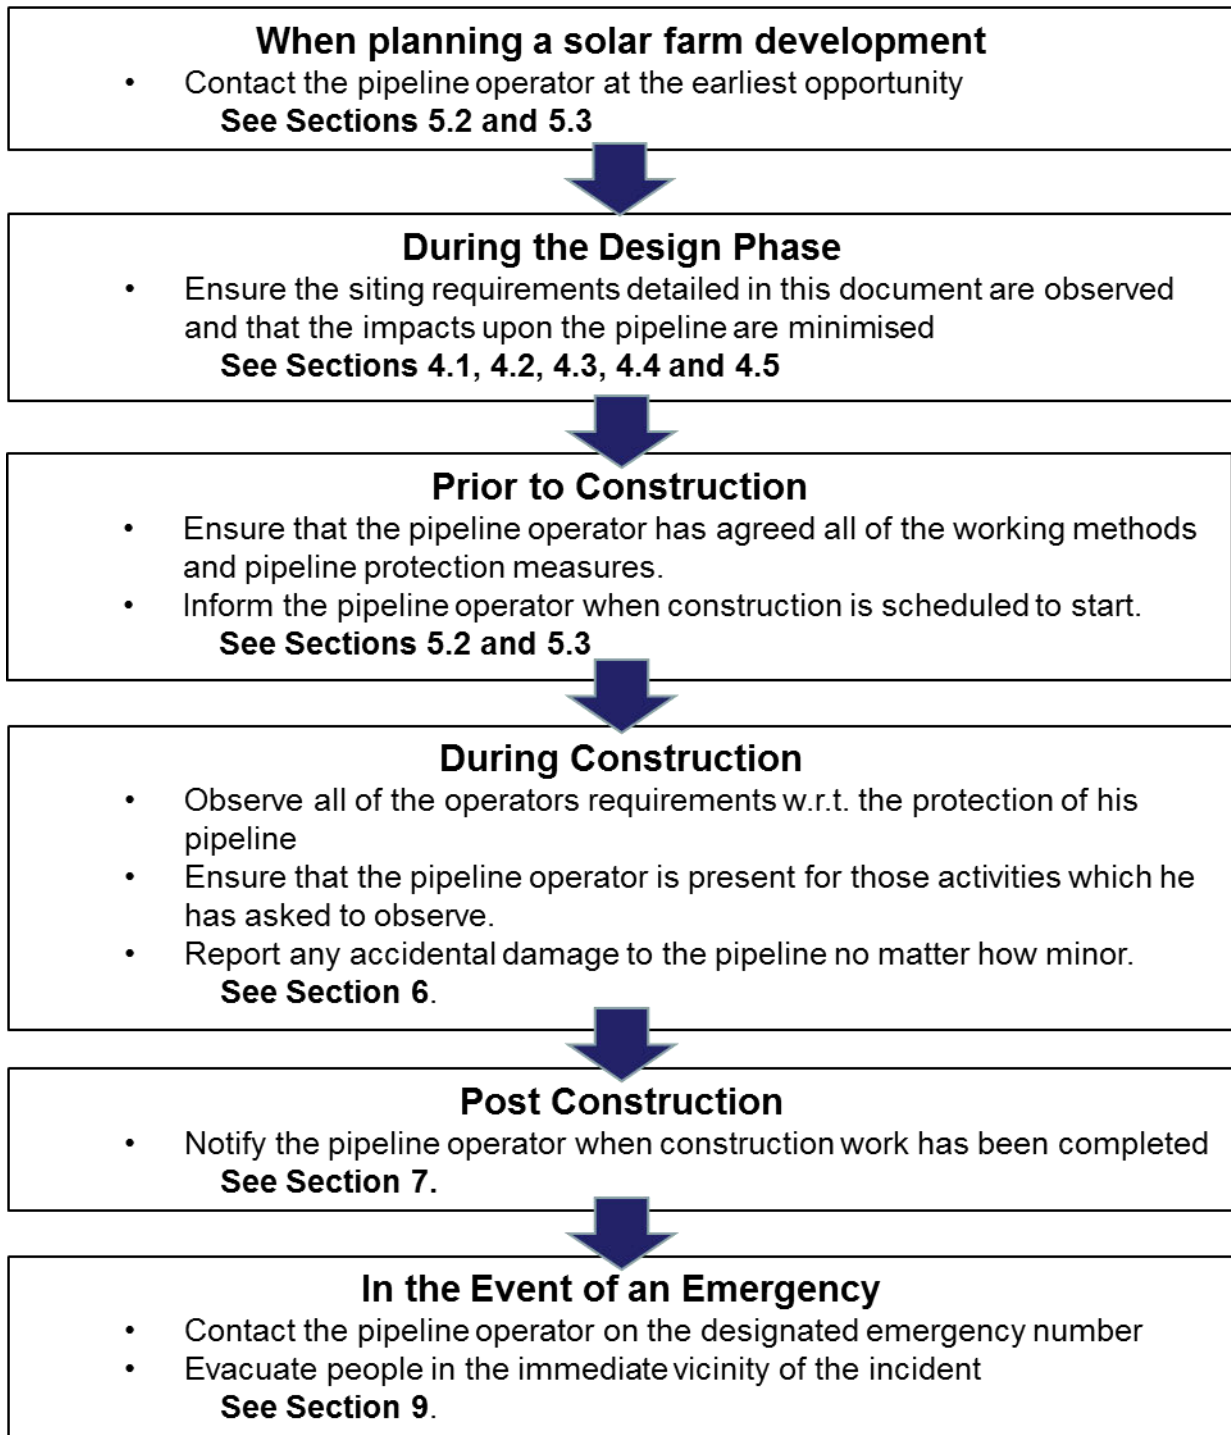 When planning a solar farm development
• Contact the pipeline operator at the earliest opportunity
See Sections 5.2 and 5.3
During the Design Phase
• Ensure the siting requirements detailed in this document are observed
and that the impacts upon the pipeline are minimised
See Sections 4.1, 4.2, 4.3, 4.4 and 4.5
Prior to Construction
• Ensure that the pipeline operator has agreed all of the working methods
and pipeline protection measures.
• Inform the pipeline operator when construction is scheduled to start.
See Sections 5.2 and 5.3
During Construction
• Observe all of the operators requirements w.r.t. the protection of his
pipeline
• Ensure that the pipeline operator is present for those activities which he
has asked to observe.
• Report any accidental damage to the pipeline no matter how minor.
See Section 6.
Post Construction
• Notify the pipeline operator when construction work has been completed
See Section 7.
In the Event of an Emergency
• Contact the pipeline operator on the designated emergency number
• Evacuate people in the immediate vicinity of the incident
See Section 9.